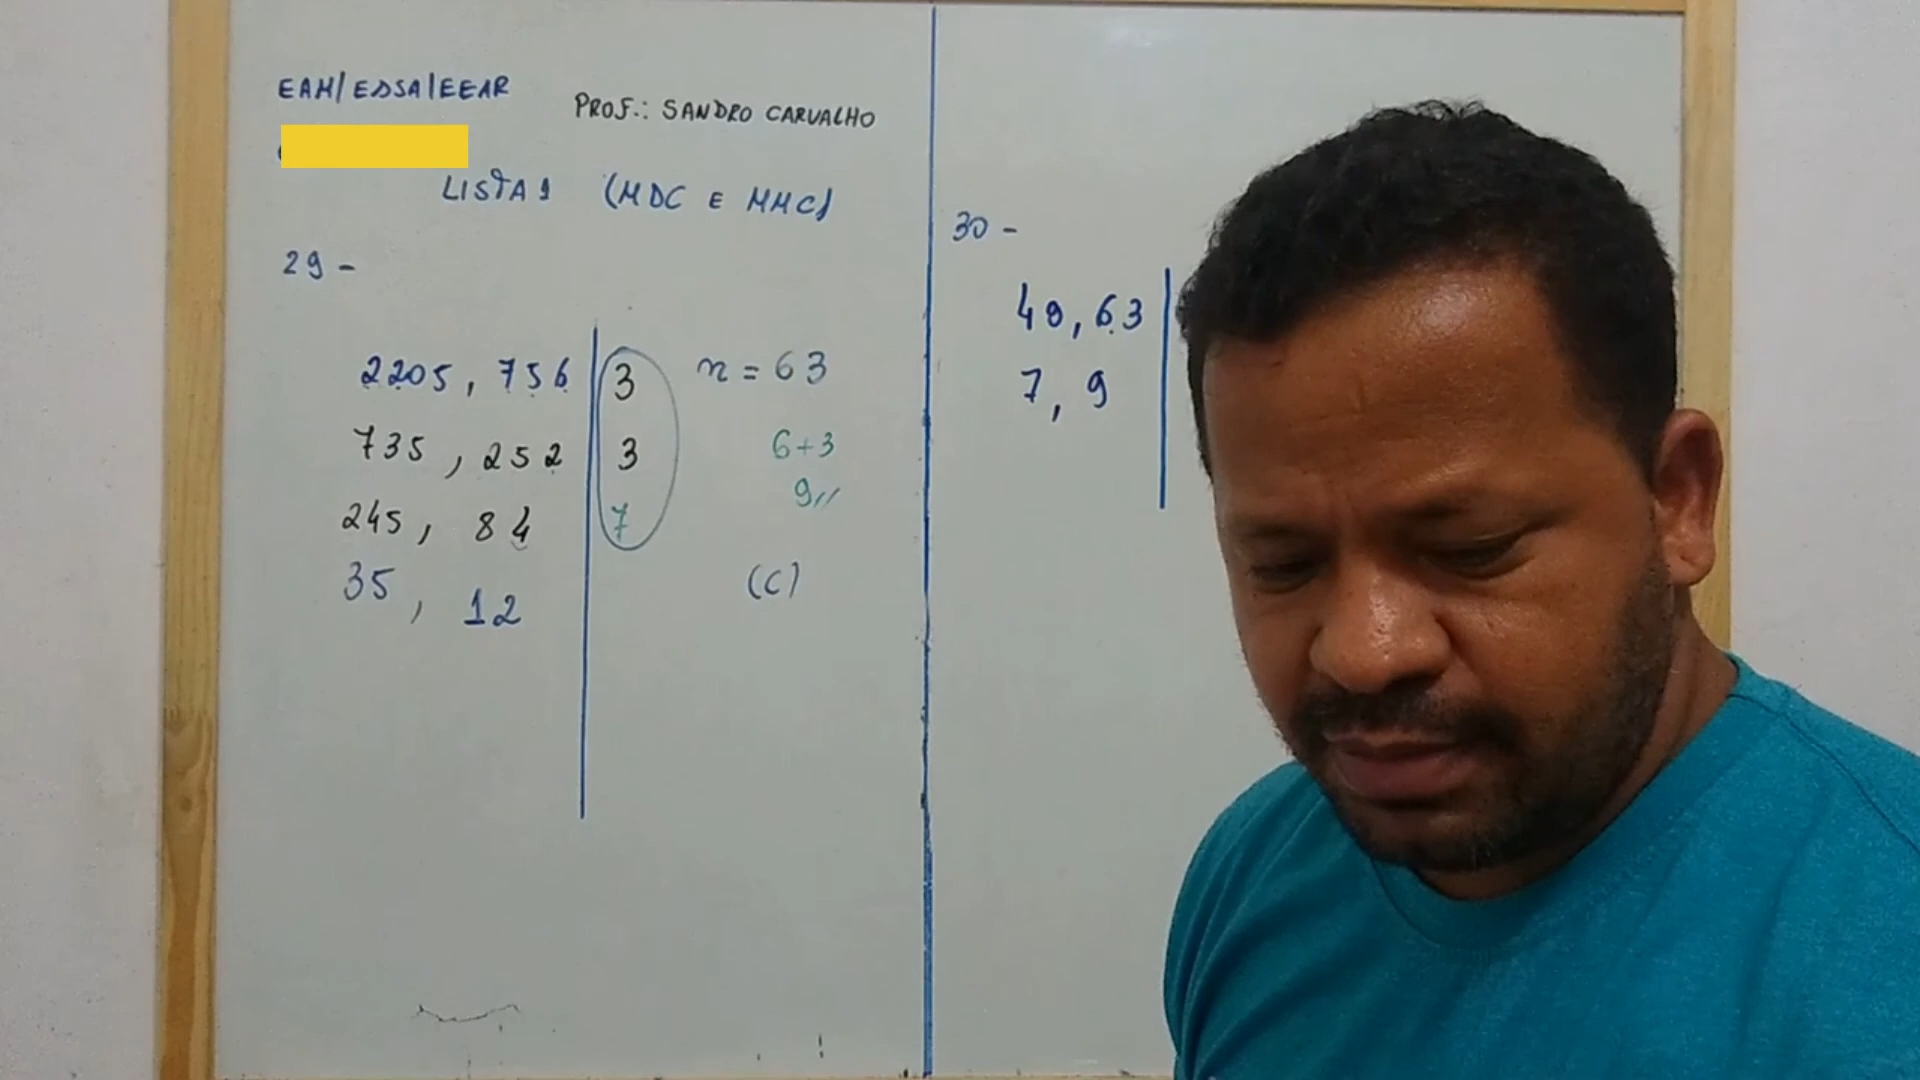 EAM/ESSA/EEAR
PROF.: SANDRO CARVALHO
LISTA 1 (MDC E MMC)
29 -
2205, 756 | 3 n = 63
735, 252 | 3 6+3
9//
245, 84 | 7
35, 12 (C)
30 -
49, 63
7, 9